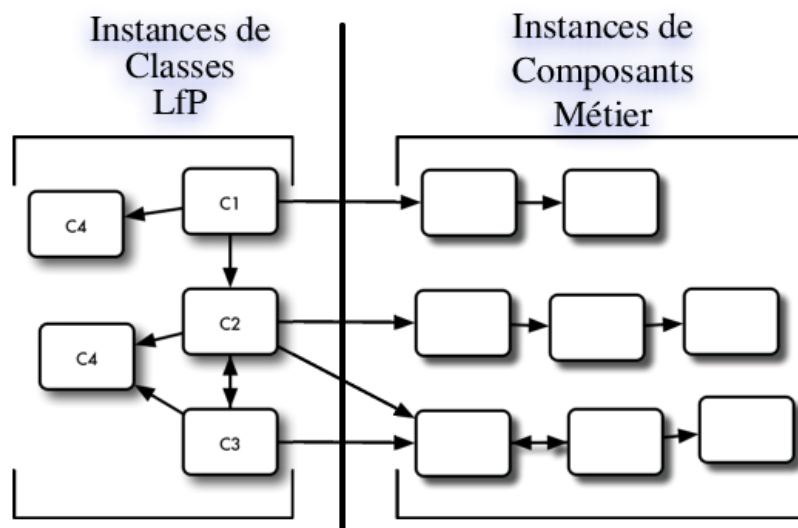 Instances de
Classes
LfP
Instances de
Composants
Métier
C1
C4
C2
C4
C3